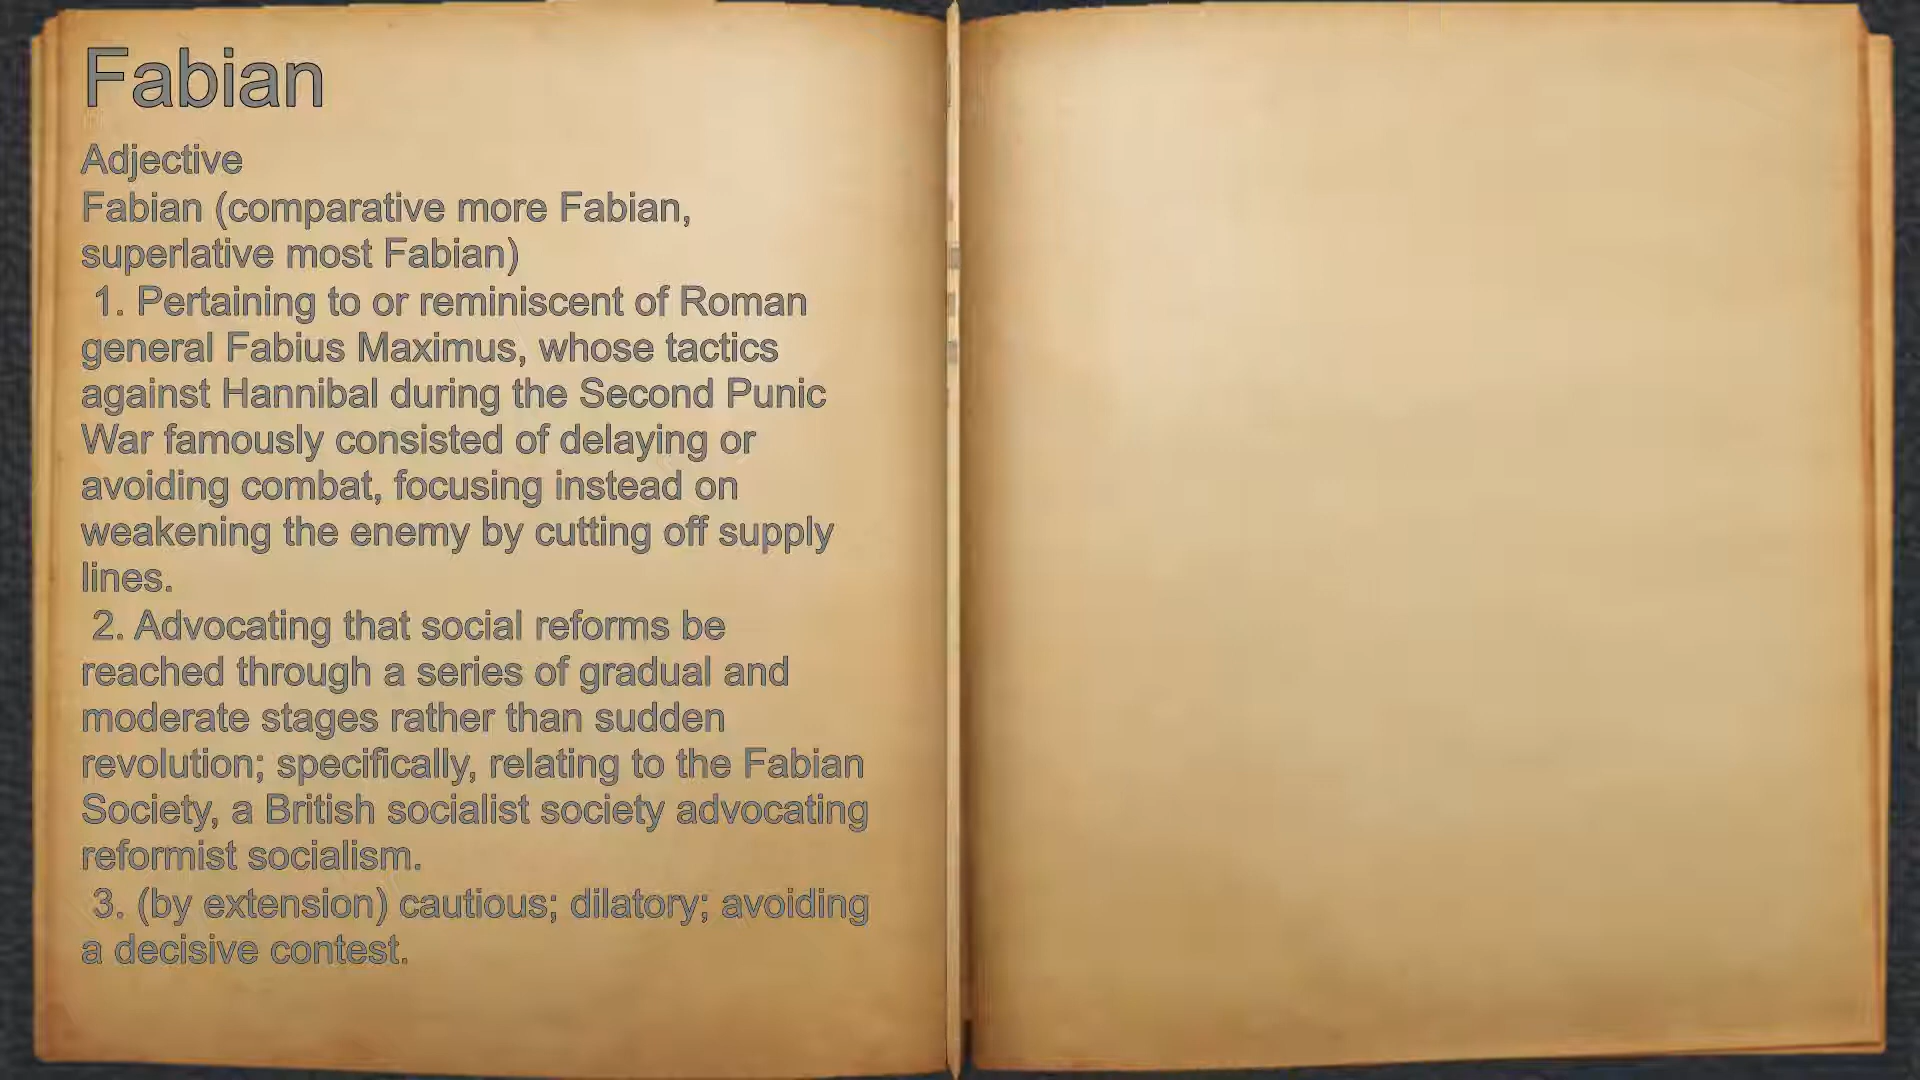 Fabian
Adjective
Fabian (comparative more Fabian,
superlative most Fabian)
1. Pertaining to or reminiscent of Roman
general Fabius Maximus, whose tactics
against Hannibal during the Second Punic
War famously consisted of delaying or
avoiding combat, focusing instead on
weakening the enemy by cutting off supply
lines.
2. Advocating that social reforms be
reached through a series of gradual and
moderate stages rather than sudden
revolution; specifically, relating to the Fabian
Society, a British socialist society advocating
reformist socialism.
3. (by extension) cautious; dilatory; avoiding
a decisive contest.